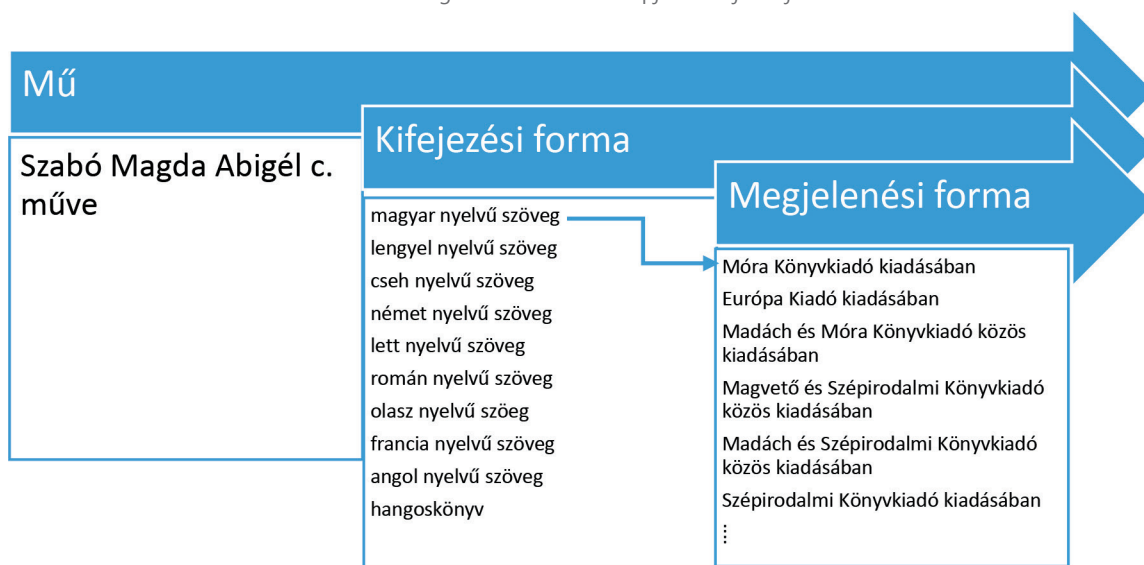 Mű
Szabó Magda Abigél c.
műve
Kifejezési forma
magyar nyelvű szöveg
lengyel nyelvű szöveg
cseh nyelvű szöveg
német nyelvű szöveg
lett nyelvű szöveg
román nyelvű szöveg
olasz nyelvű szöeg
francia nyelvű szöveg
angol nyelvű szöveg
hangoskönyv
Megjelenési forma
Móra Könyvkiadó kiadásában
Európa Kiadó kiadásában
Madách és Móra Könyvkiadó közös
kiadásában
Magvető és Szépirodalmi Könyvkiadó
közös kiadásában
Madách és Szépirodalmi Könyvkiadó
közös kiadásában
Szépirodalmi Könyvkiadó kiadásában